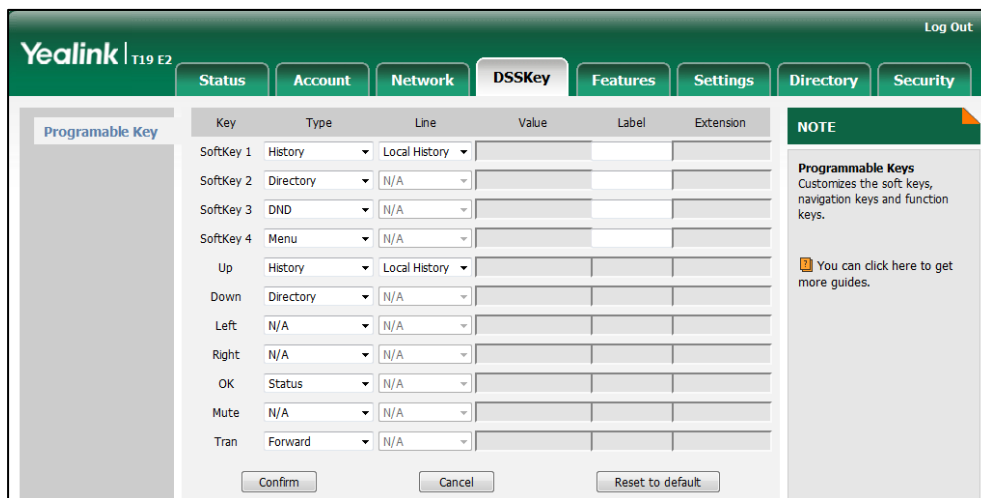 Log Out
Yealink T19 E2
Status Account Network DSSKey Features Settings Directory Security
Programable Key
Key Type Line Value Label Extension
SoftKey 1 History Local History
SoftKey 2 Directory N/A
SoftKey 3 DND N/A
SoftKey 4 Menu N/A
Up History Local History
Down Directory N/A
Left N/A N/A
Right N/A N/A
OK Status N/A
Mute N/A N/A
Tran Forward N/A
Confirm Cancel Reset to default
NOTE
Programmable Keys
Customizes the soft keys,
navigation keys and function
keys.
? You can click here to get
more guides.